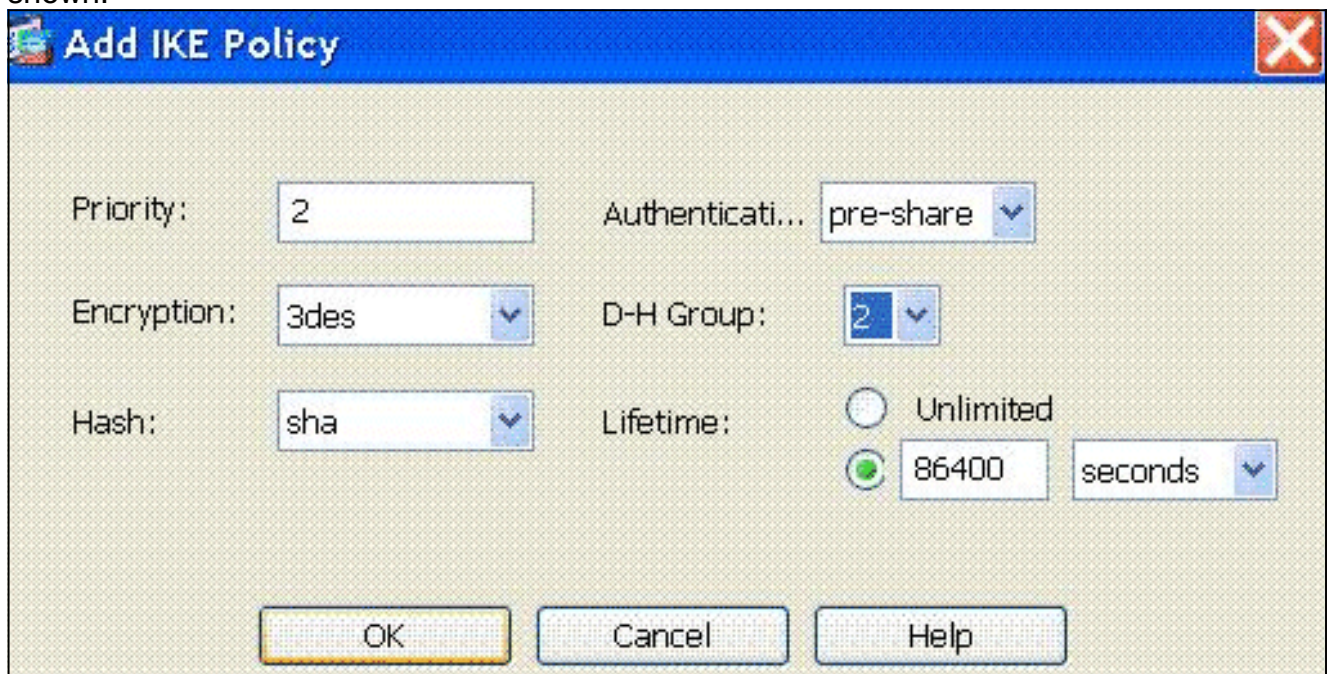 shown.
Add IKE Policy
Priority: 2 Authenticati... pre-share
Encryption: 3des D-H Group: 2
Hash: sha Lifetime: Unlimited
86400 seconds
OK Cancel Help